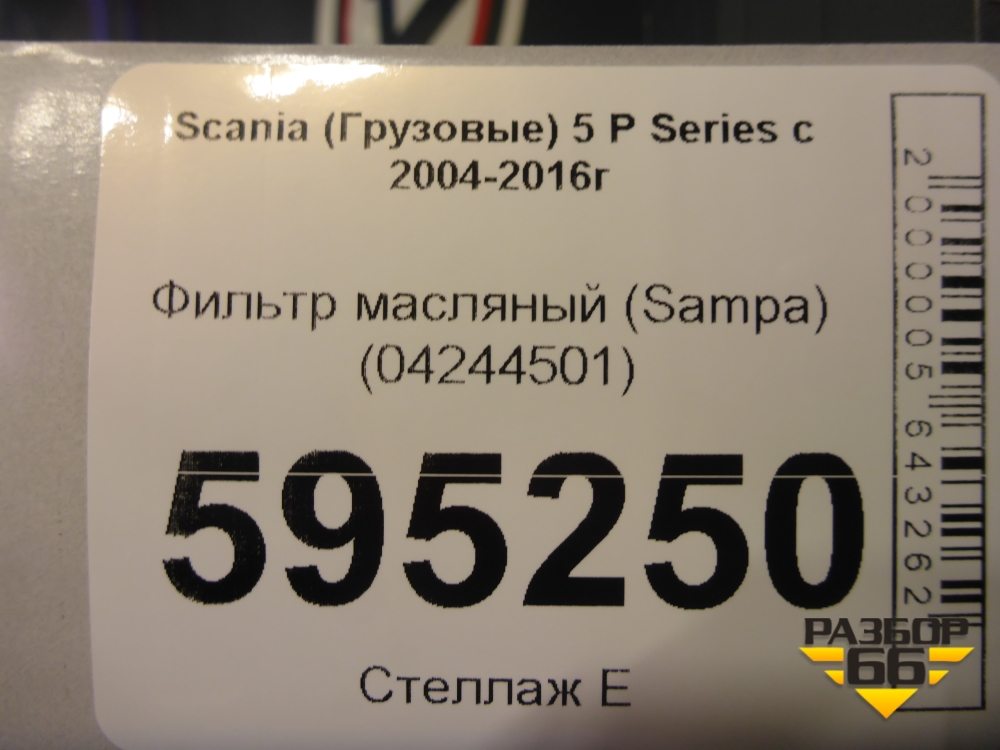 Scania (Грузовые) 5 P Series с
2004-2016г
Фильтр масляный (Sampa)
(04244501)
595250
Стеллаж Е
2000005643262
РАЗБОР
66